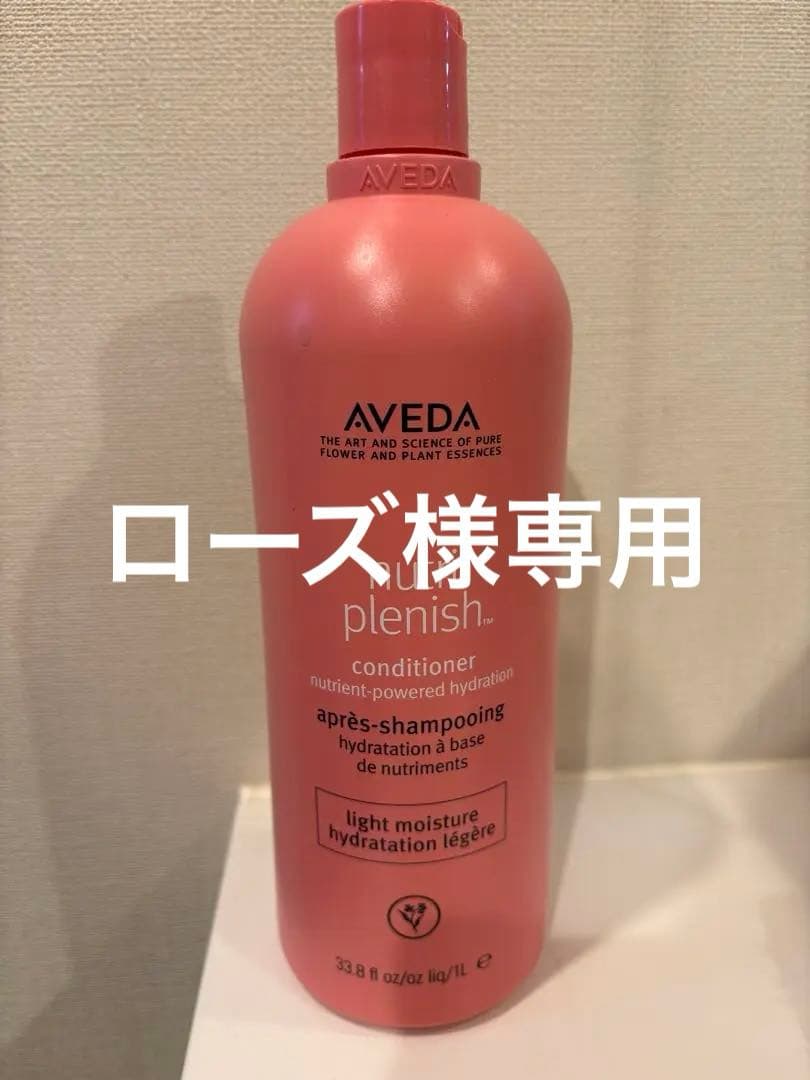 AVEDA
AVEDA
THE ART AND SCIENCE OF PURE
FLOWER AND PLANT ESSENCES
ローズ様専用
nutri
plenish™
conditioner
nutrient-powered hydration
après-shampooing
hydratation à base
de nutriments
light moisture
hydratation légère
33.8 fl oz/oz liq/1L ℮